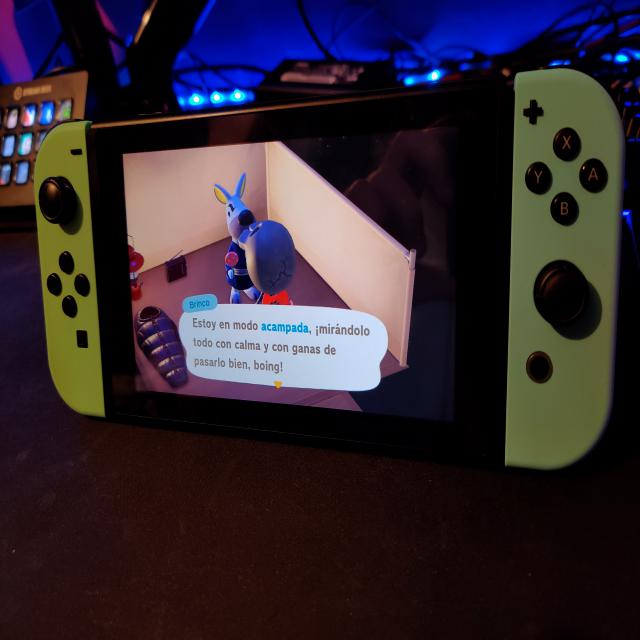 Brinco
Estoy en modo acampada, ¡mirándolo
todo con calma y con ganas de
pasarlo bien, boing!
X
Y
A
B